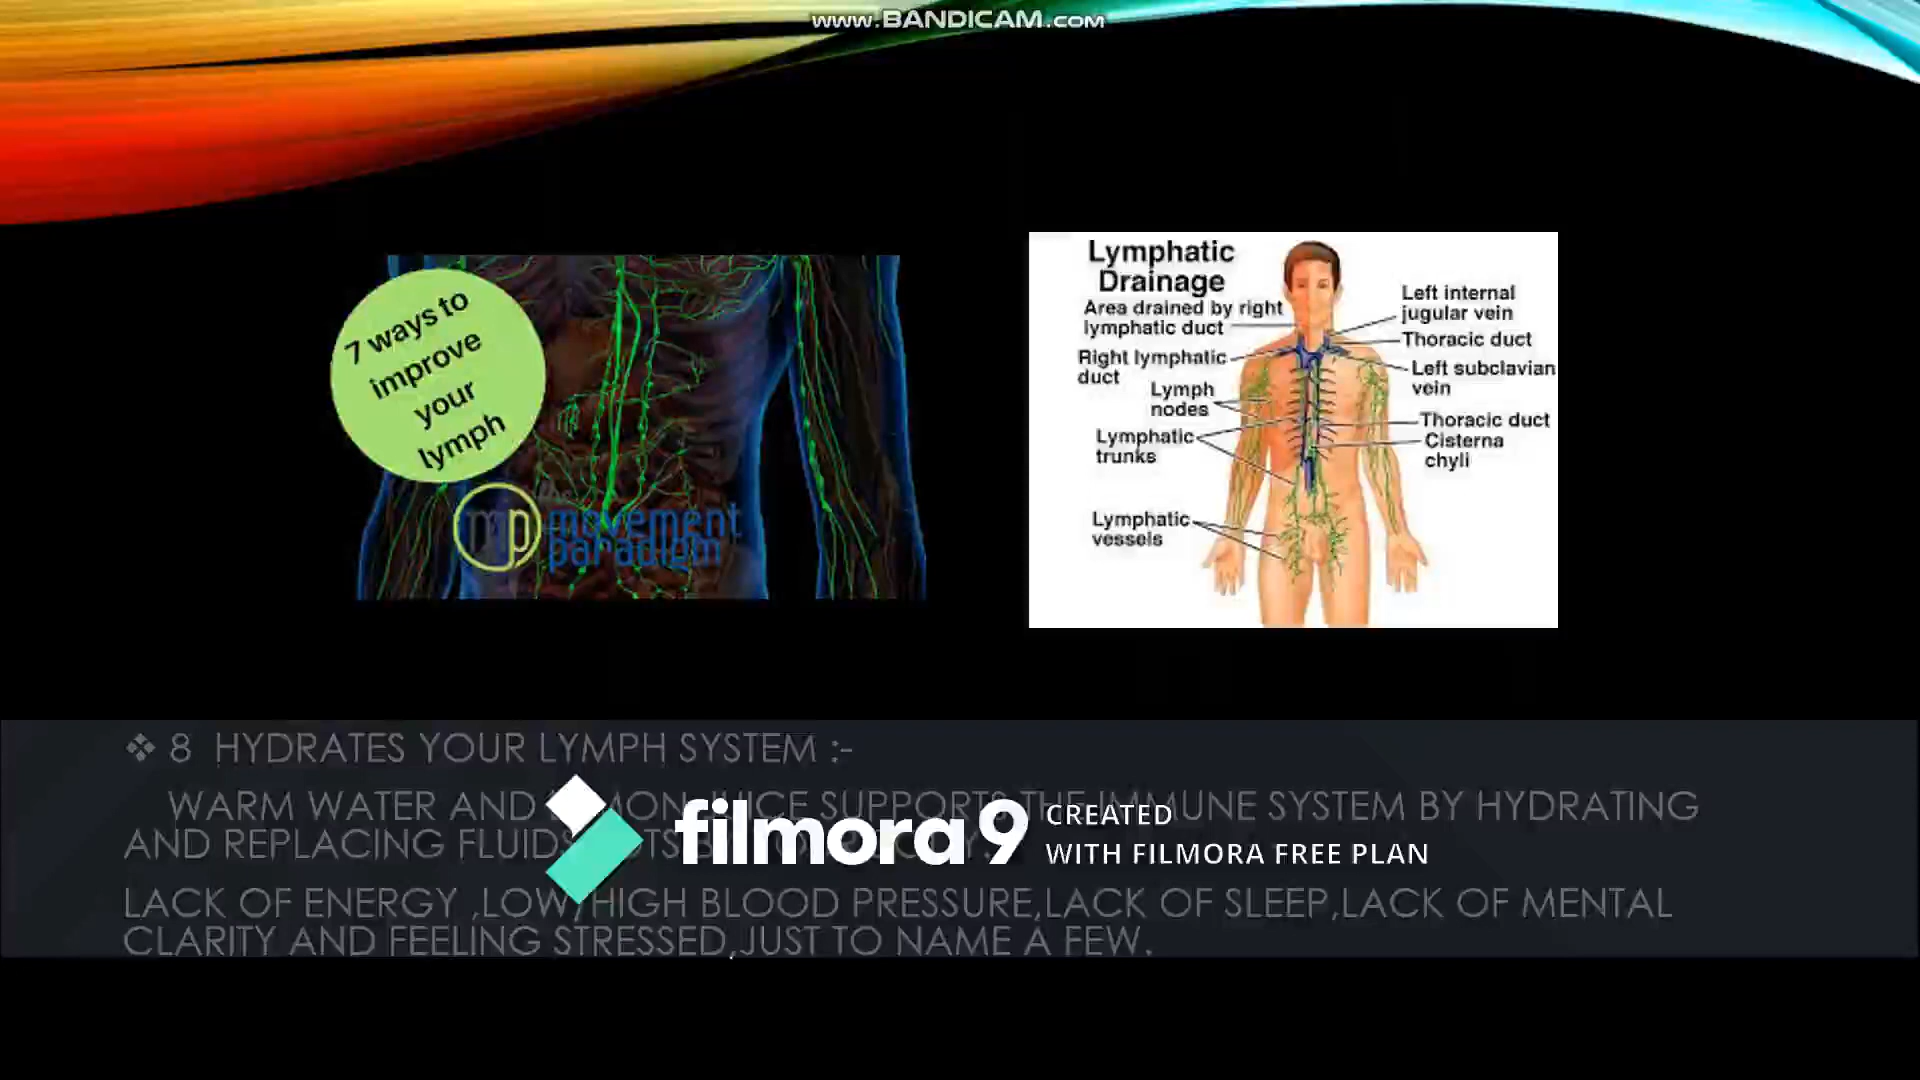 www.BANDICAM.com
7 ways to
improve
your
lymph
mp movement
paradigm
Lymphatic
Drainage
Area drained by right
lymphatic duct
Right lymphatic
duct
Lymph
nodes
Lymphatic
trunks
Lymphatic
vessels
Left internal
jugular vein
Thoracic duct
Left subclavian
vein
Thoracic duct
Cisterna
chyli
❖ 8 HYDRATES YOUR LYMPH SYSTEM :-
WARM WATER AND JUICE SUPPORTS THE IMMUNE SYSTEM BY HYDRATING
AND REPLACING FLUIDS
LACK OF ENERGY ,LOW/HIGH BLOOD PRESSURE,LACK OF SLEEP,LACK OF MENTAL
CLARITY AND FEELING STRESSED,JUST TO NAME A FEW.
filmora9 CREATED
WITH FILMORA FREE PLAN